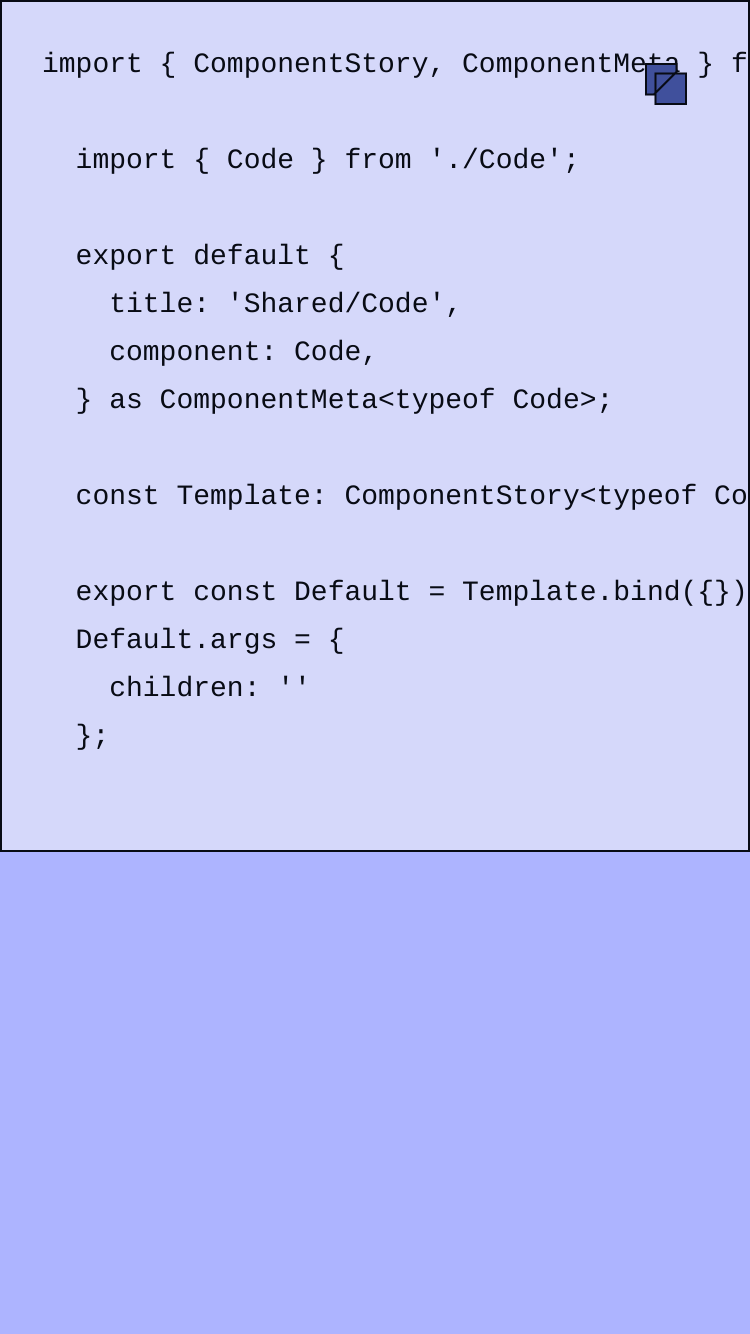 import { ComponentStory, ComponentMeta } f
import { Code } from './Code';
export default {
title: 'Shared/Code',
component: Code,
} as ComponentMeta<typeof Code>;
const Template: ComponentStory<typeof Co
export const Default = Template.bind({})
Default.args = {
children: ''
};